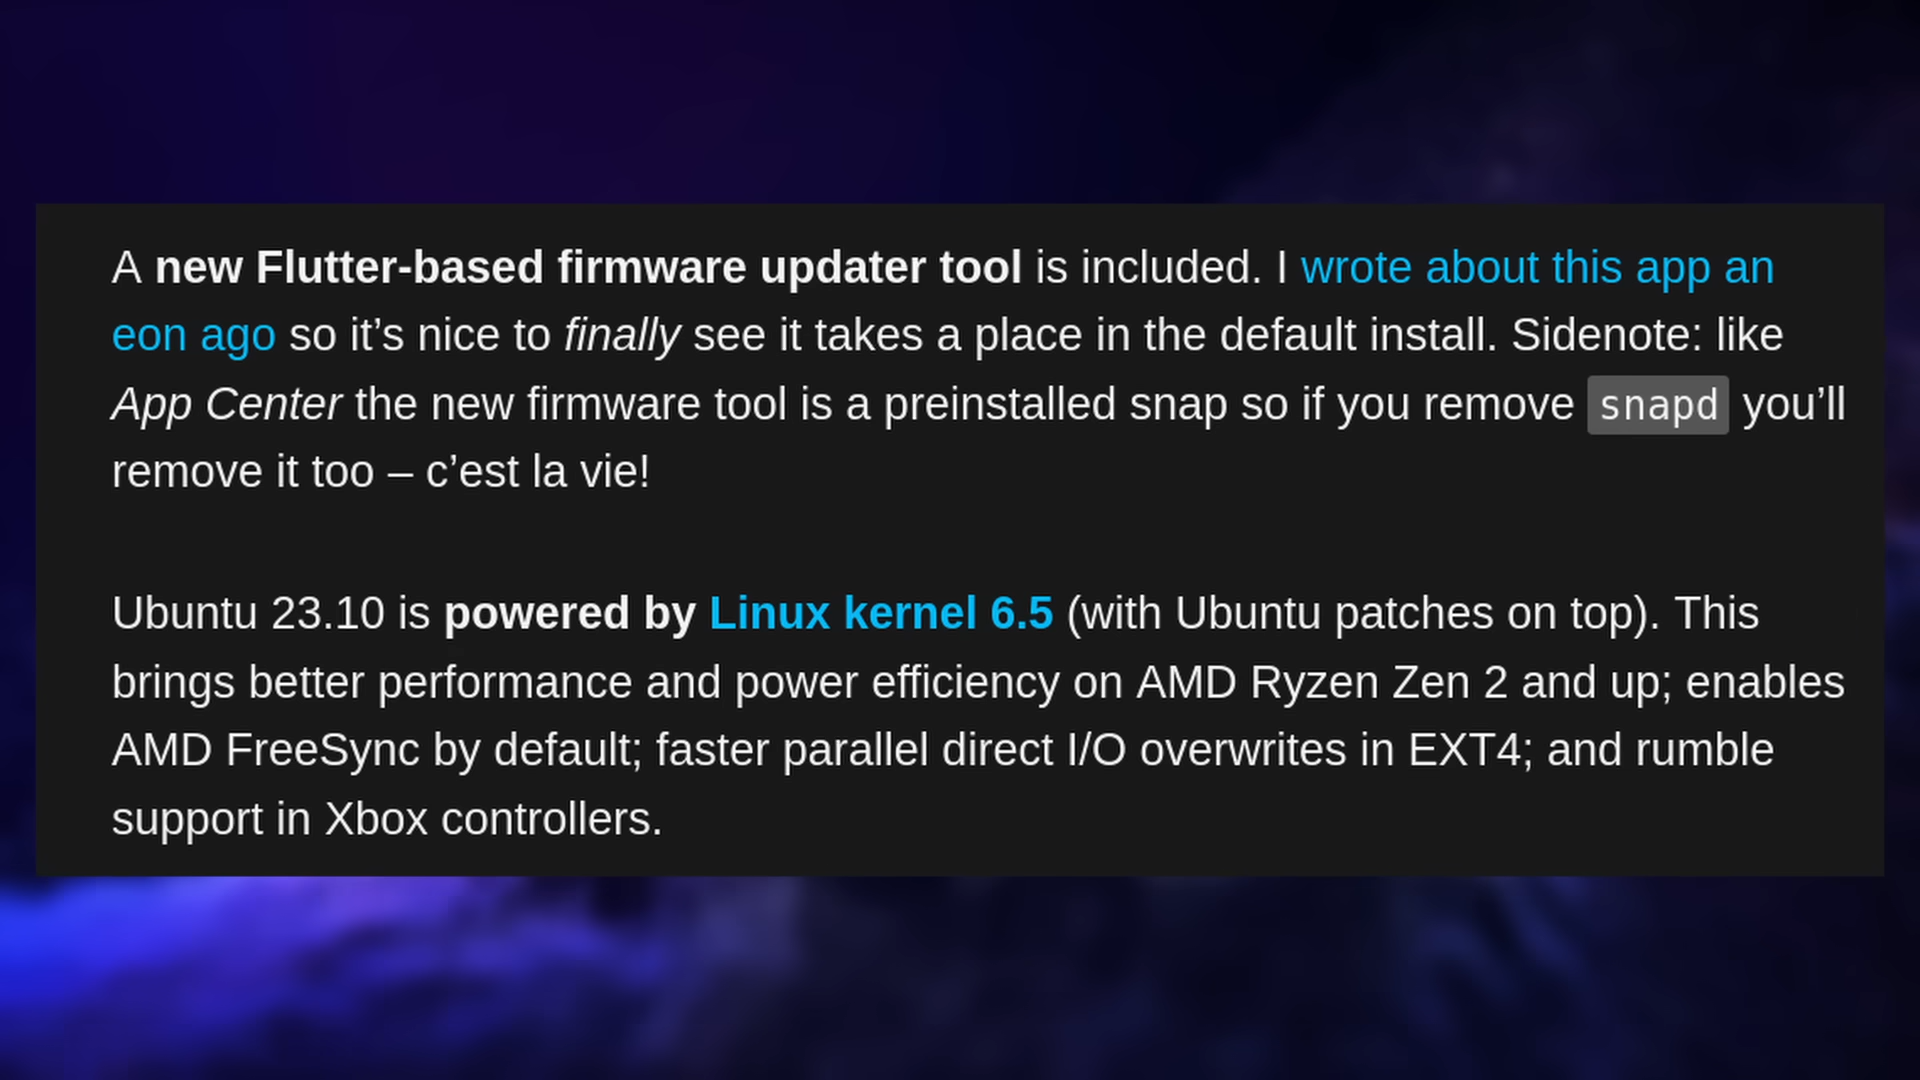 A new Flutter-based firmware updater tool is included. I wrote about this app an
eon ago so it’s nice to finally see it takes a place in the default install. Sidenote: like
App Center the new firmware tool is a preinstalled snap so if you remove snapd you’ll
remove it too – c’est la vie!
Ubuntu 23.10 is powered by Linux kernel 6.5 (with Ubuntu patches on top). This
brings better performance and power efficiency on AMD Ryzen Zen 2 and up; enables
AMD FreeSync by default; faster parallel direct I/O overwrites in EXT4; and rumble
support in Xbox controllers.